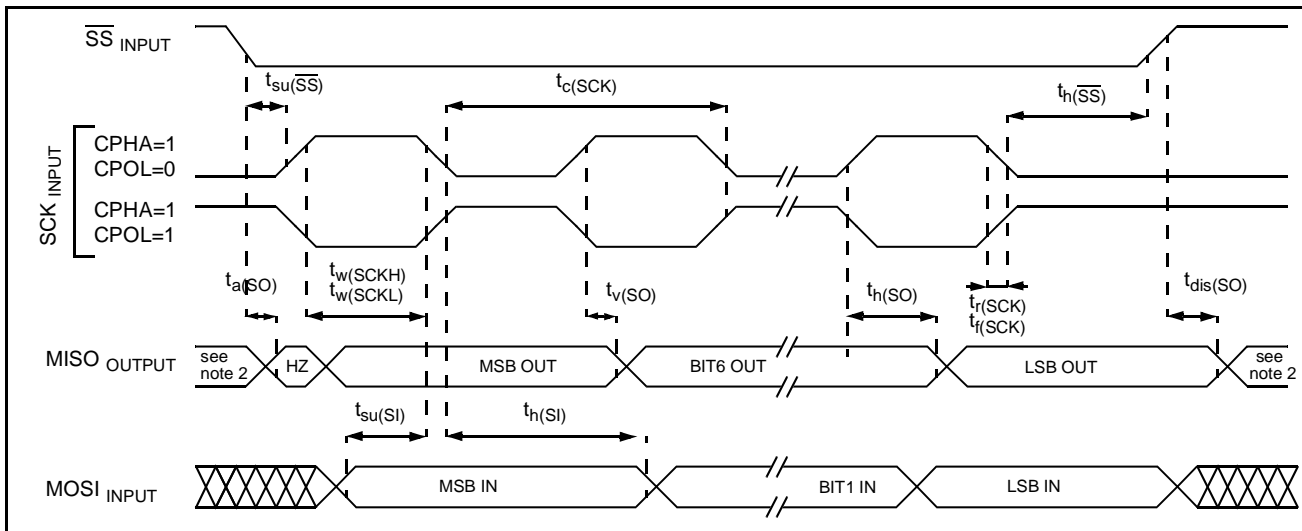 SS INPUT
tsu(SS)
tc(SCK)
th(SS)
SCK INPUT
CPHA=1
CPOL=0
CPHA=1
CPOL=1
ta(SO)
tw(SCKH)
tw(SCKL)
tv(SO)
th(SO)
tr(SCK)
tf(SCK)
tdis(SO)
MISO OUTPUT
see
note 2
HZ
MSB OUT
BIT6 OUT
LSB OUT
see
note 2
tsu(SI)
th(SI)
MOSI INPUT
MSB IN
BIT1 IN
LSB IN